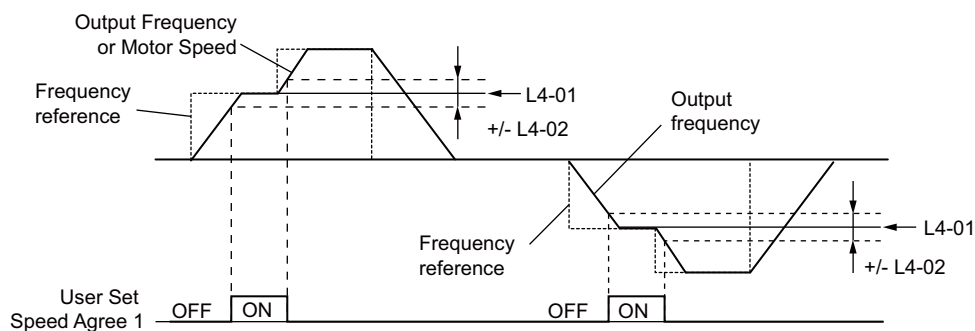 Output Frequency
or Motor Speed
Frequency
reference
L4-01
+/- L4-02
Output
frequency
Frequency
reference
L4-01
+/- L4-02
User Set
Speed Agree 1
OFF ON OFF ON